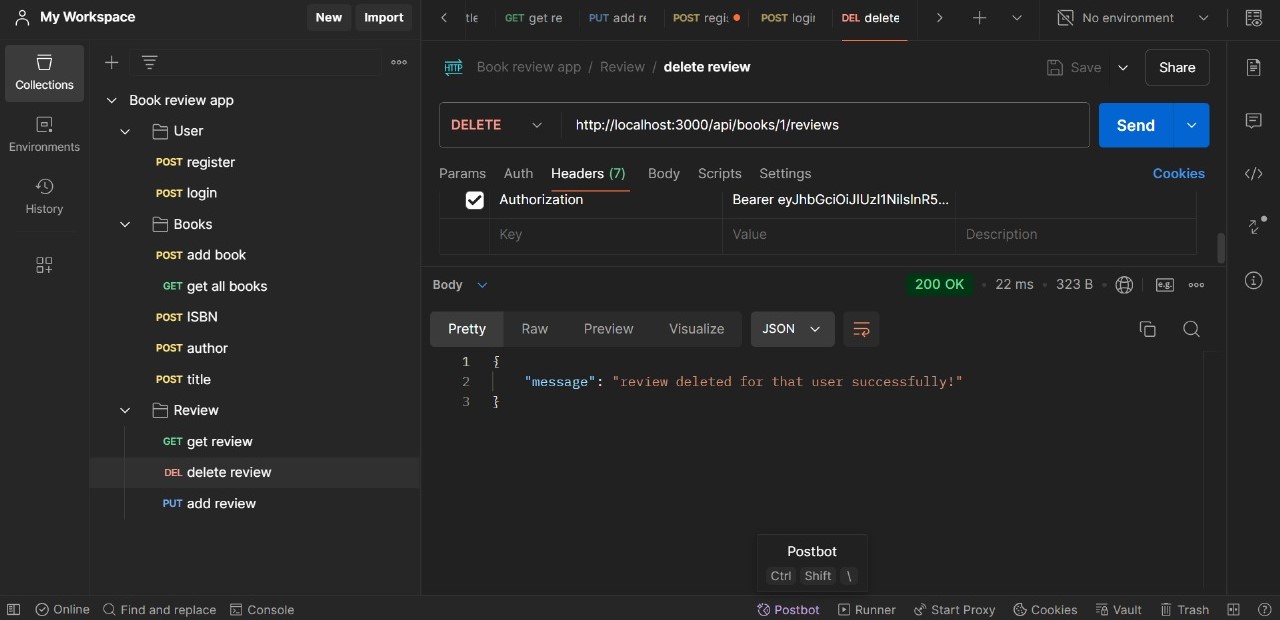 My Workspace
New
Import
Collections
Environments
History
Book review app
User
POST register
POST login
Books
POST add book
GET get all books
POST ISBN
POST author
POST title
Review
GET get review
DEL delete review
PUT add review
GET get re
PUT add re
POST regi
POST logi
DEL delete
No environment
HTTP Book review app / Review / delete review
Save
Share
DELETE
http://localhost:3000/api/books/1/reviews
Send
Params Auth Headers (7) Body Scripts Settings
Cookies
Authorization Bearer eyJhbGciOiJIUzI1NiIsInR5...
Key Value Description
Body
200 OK • 22 ms • 323 B
e.g.
Pretty Raw Preview Visualize JSON
1 {
2 "message": "review deleted for that user successfully!"
3 }
Postbot
Ctrl Shift \
Online Find and replace Console
Postbot Runner Start Proxy Cookies Vault Trash